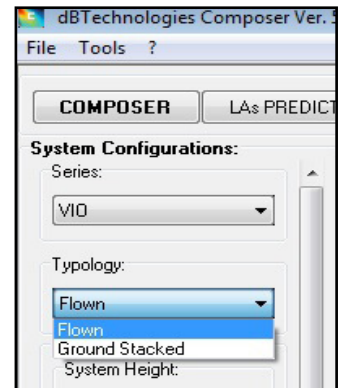 dBTechnologies Composer Ver.
File Tools ?
COMPOSER LAs PREDICT
System Configurations:
Series:
VIO
Typology:
Flown
Flown
Ground Stacked
System Height: